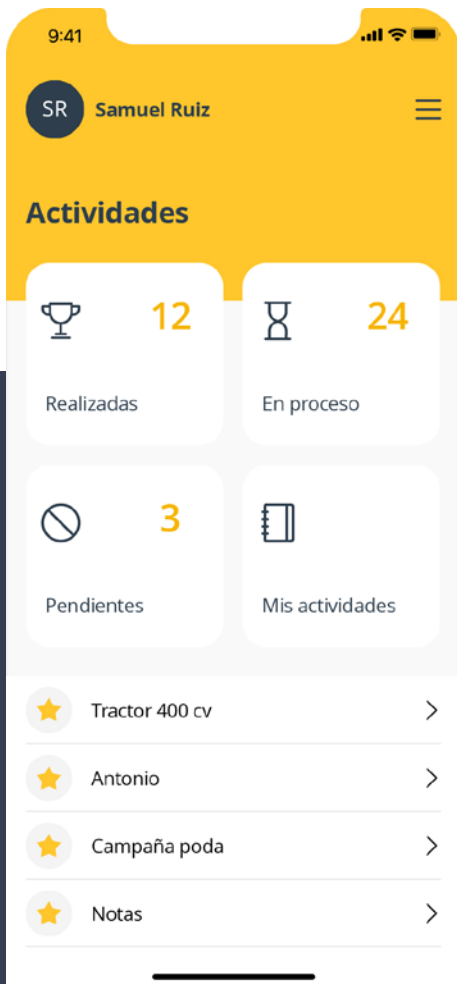 9:41
SR Samuel Ruiz
Actividades
12
Realizadas
24
En proceso
3
Pendientes
Mis actividades
Tractor 400 cv
Antonio
Campaña poda
Notas